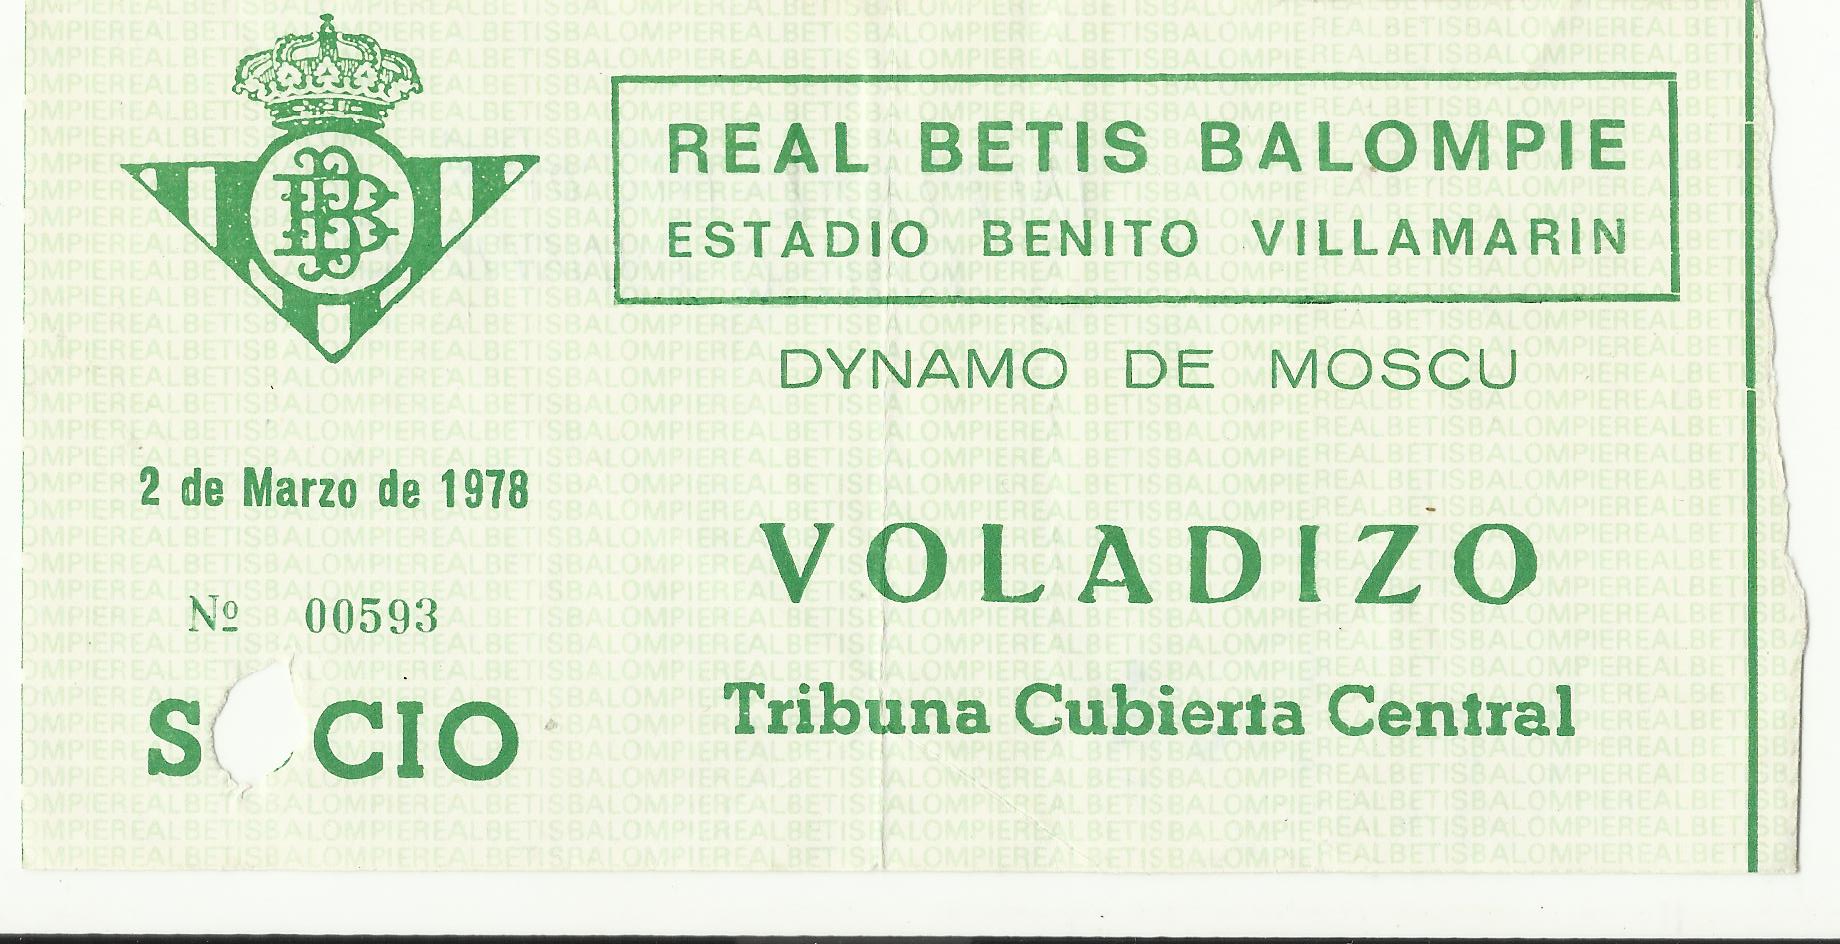 REAL BETIS BALOMPIE
ESTADIO BENITO VILLAMARIN
DYNAMO DE MOSCU
2 de Marzo de 1978
VOLADIZO
Nº 00593
Tribuna Cubierta Central
SOCIO